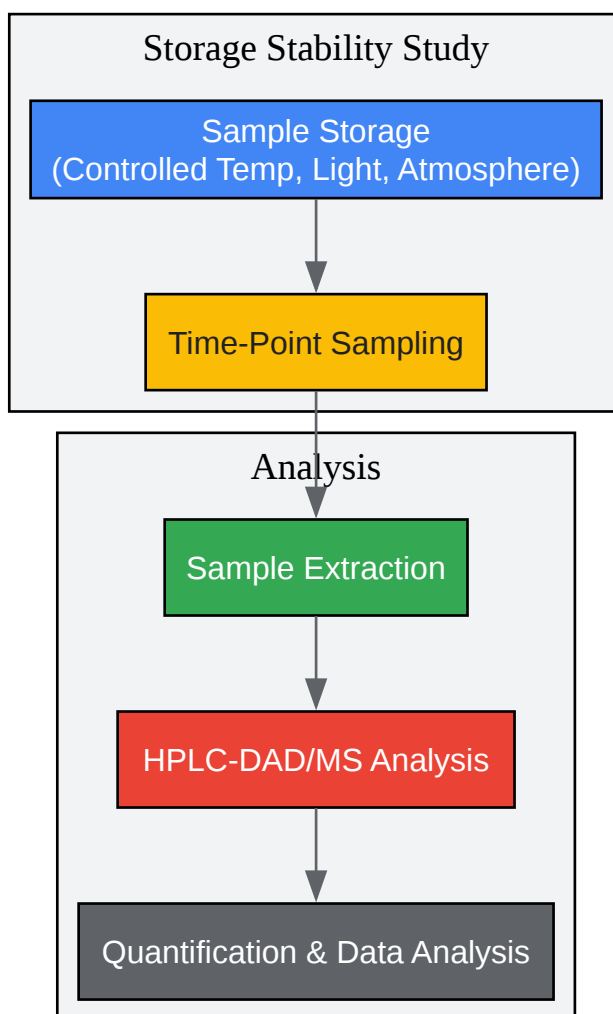 Storage Stability Study
Sample Storage
(Controlled Temp, Light, Atmosphere)
Time-Point Sampling
Analysis
Sample Extraction
HPLC-DAD/MS Analysis
Quantification & Data Analysis